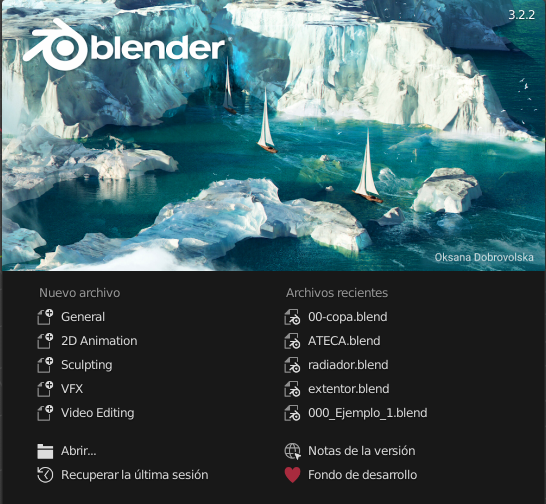 3.2.2
blender
Oksana Dobrovolska
Nuevo archivo
General
2D Animation
Sculpting
VFX
Video Editing
Abrir...
Recuperar la última sesión
Archivos recientes
00-copa.blend
ATECA.blend
radiador.blend
extentor.blend
000_Ejemplo_1.blend
Notas de la versión
Fondo de desarrollo